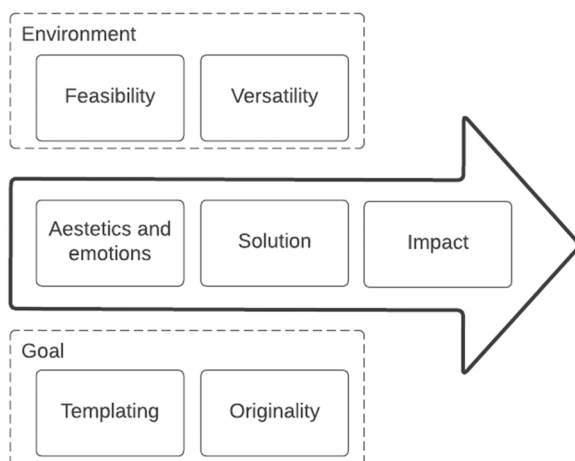 Environment
Feasibility
Versatility
Aestetics and
emotions
Solution
Impact
Goal
Templating
Originality